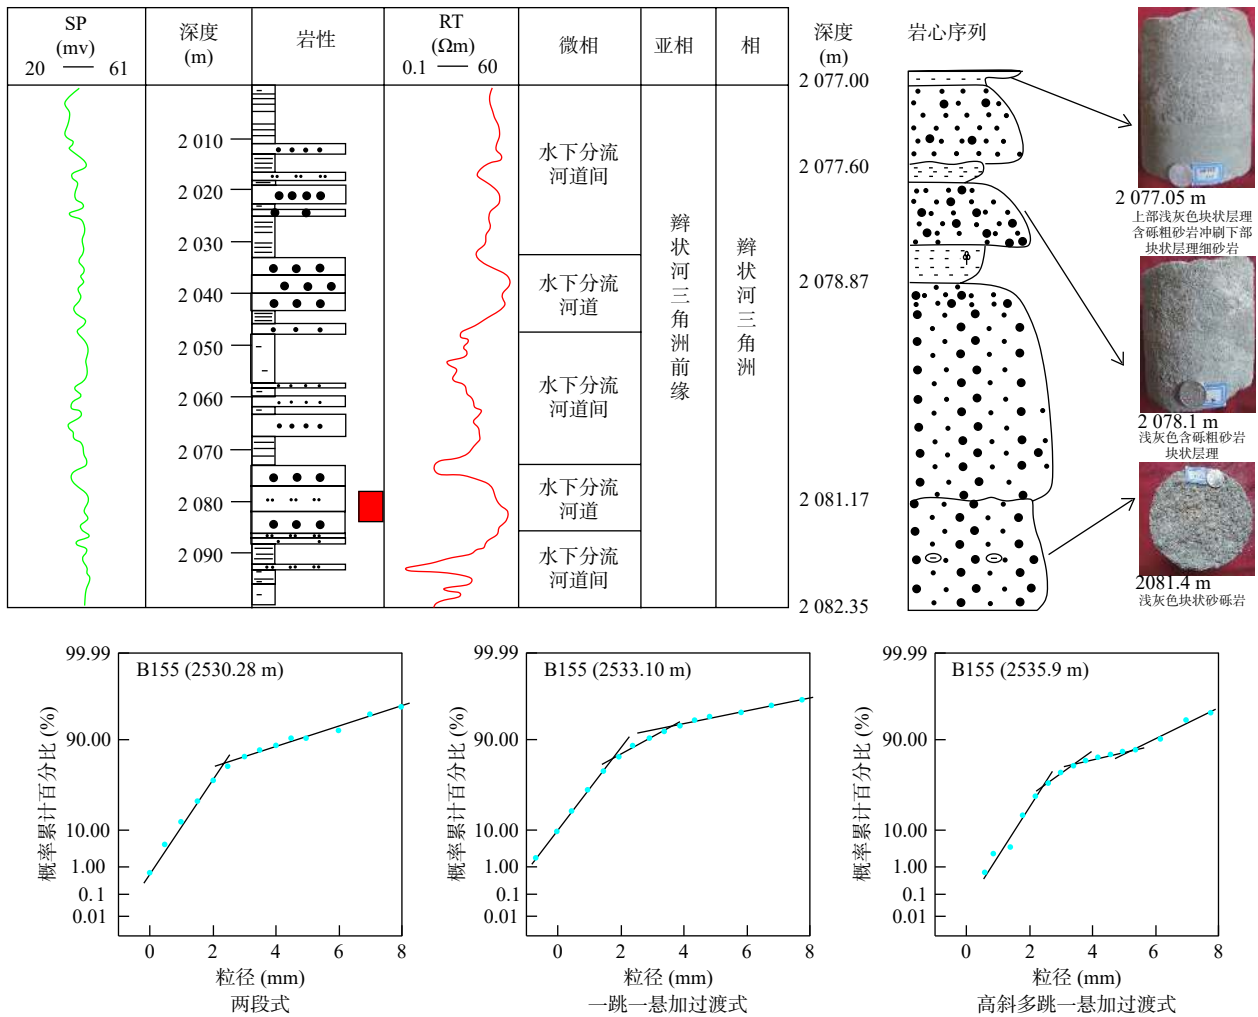 SP
(mv)
20 61
深度
(m)
岩性
RT
(Ωm)
0.1 60
微相
亚相
相
深度
(m)
岩心序列
2 010
2 020
2 030
2 040
2 050
2 060
2 070
2 080
2 090
水下分流
河道间
水下分流
河道
水下分流
河道间
水下分流
河道
水下分流
河道间
辫状河三角洲前缘
辫状河三角洲
2 077.00
2 077.60
2 078.87
2 081.17
2 082.35
2 077.05 m
上部浅灰色块状层理
含砾粗砂岩冲刷下部
块状层理细砂岩
2 078.1 m
浅灰色含砾粗砂岩
块状层理
2081.4 m
浅灰色块状砂砾岩
B155 (2530.28 m)
概率累计百分比 (%)
99.99
90.00
10.00
1.00
0.1
0.01
0 2 4 6 8
粒径 (mm)
两段式
B155 (2533.10 m)
概率累计百分比 (%)
99.99
90.00
10.00
1.00
0.1
0.01
0 2 4 6 8
粒径 (mm)
一跳一悬加过渡式
B155 (2535.9 m)
概率累计百分比 (%)
99.99
90.00
10.00
1.00
0.1
0.01
0 2 4 6 8
粒径 (mm)
高斜多跳一悬加过渡式